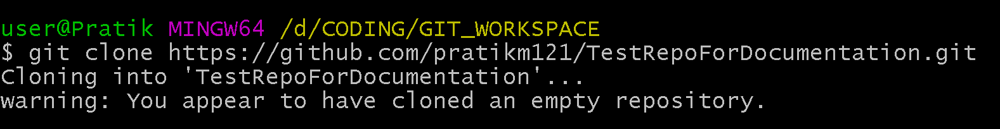 user@Pratik MINGW64 /d/CODING/GIT_WORKSPACE
$ git clone https://github.com/pratikm121/TestRepoForDocumentation.git
Cloning into 'TestRepoForDocumentation'...
warning: You appear to have cloned an empty repository.